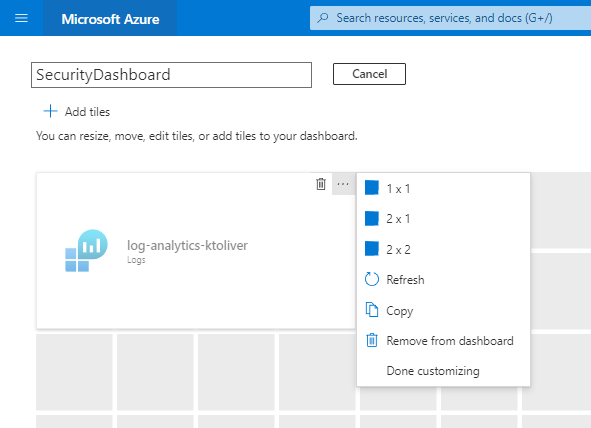 Microsoft Azure
Search resources, services, and docs (G+/)
SecurityDashboard
Cancel
Add tiles
You can resize, move, edit tiles, or add tiles to your dashboard.
log-analytics-ktoliver
Logs
1 x 1
2 x 1
2 x 2
Refresh
Copy
Remove from dashboard
Done customizing